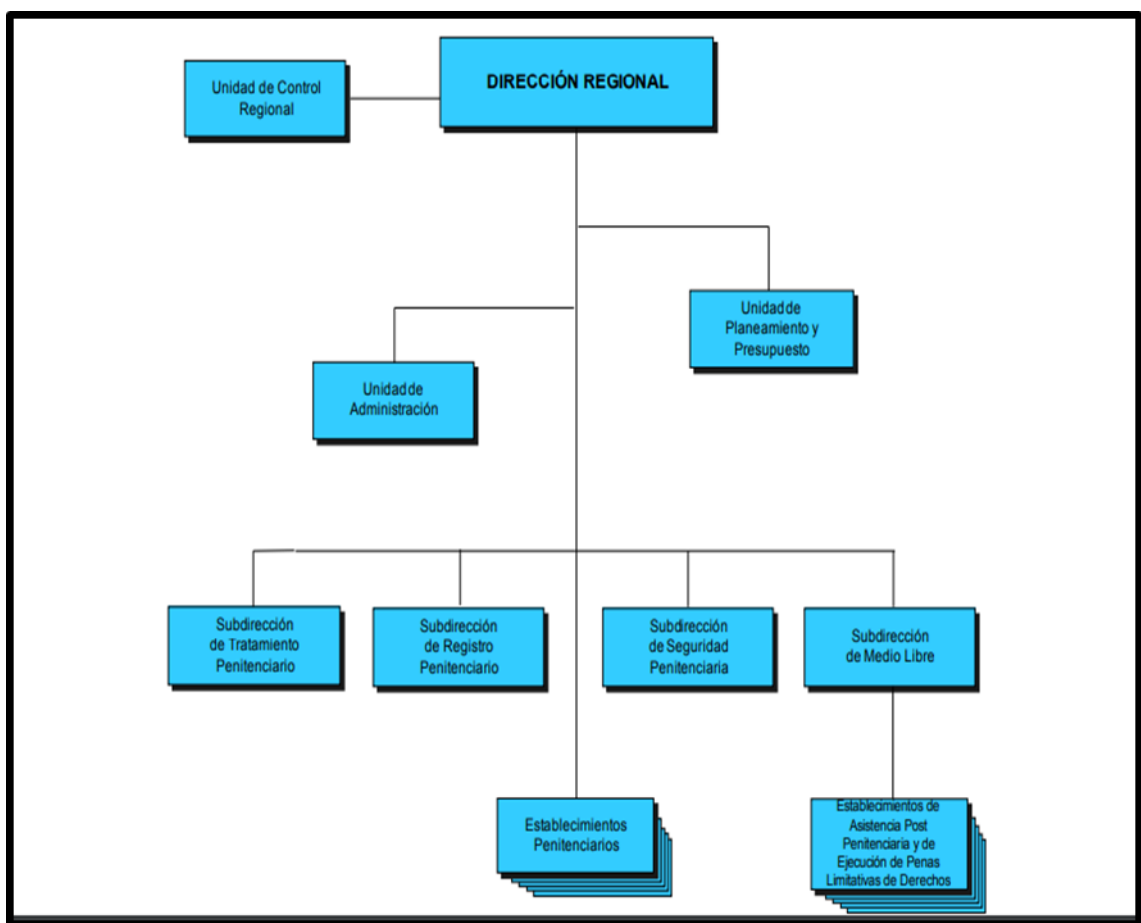 DIRECCIÓN REGIONAL
Unidad de Control
Regional
Unidad de
Planeamiento y
Presupuesto
Unidad de
Administración
Subdirección
de Tratamiento
Penitenciario
Subdirección
de Registro
Penitenciario
Subdirección
de Seguridad
Penitenciaria
Subdirección
de Medio Libre
Establecimientos
Penitenciarios
Establecimientos de
Asistencia Post
Penitenciaria y de
Ejecución de Penas
Limitativas de Derechos